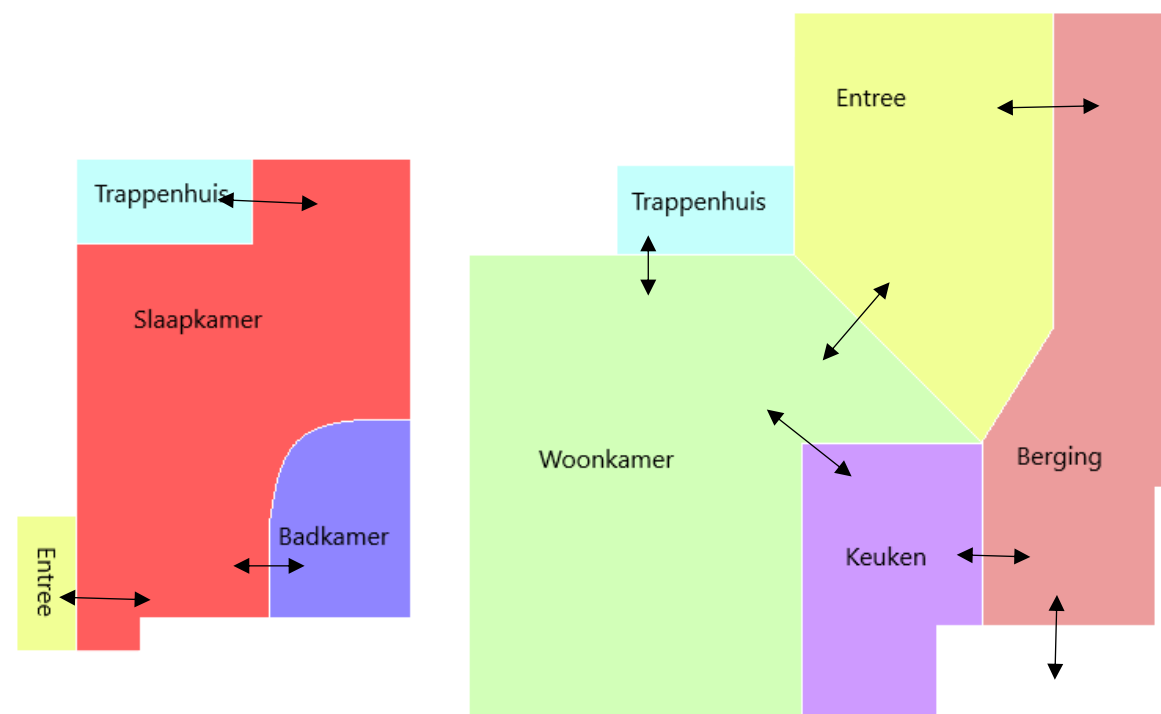 Trappenhuis
Slaapkamer
Badkamer
Entree
Entree
Trappenhuis
Woonkamer
Berging
Keuken